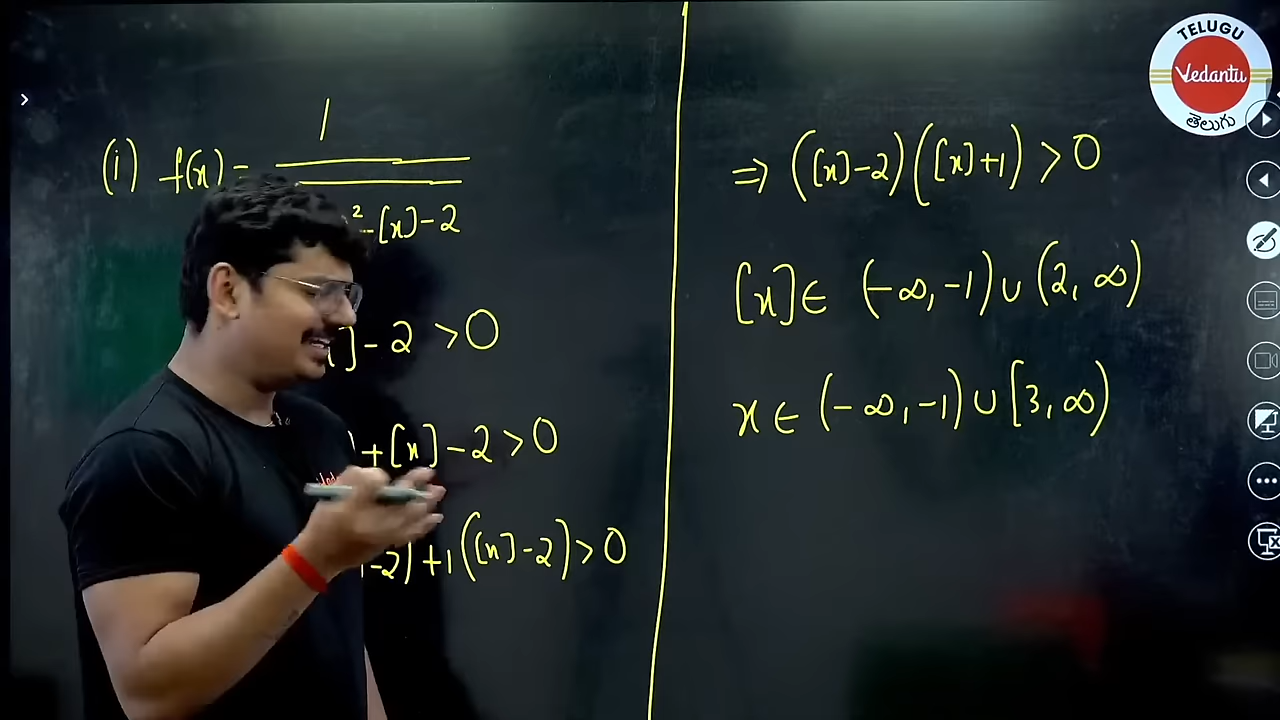 (i) f(x) = 1
² - [x] - 2
] - 2 > 0
) + [x] - 2 > 0
- 2) + 1 ([x] - 2) > 0
⇒ ([x] - 2) ([x] + 1) > 0
[x] ∈ (-∞, -1) ∪ (2, ∞)
x ∈ (-∞, -1) ∪ [3, ∞)
TELUGU
Vedantu
తెలుగు